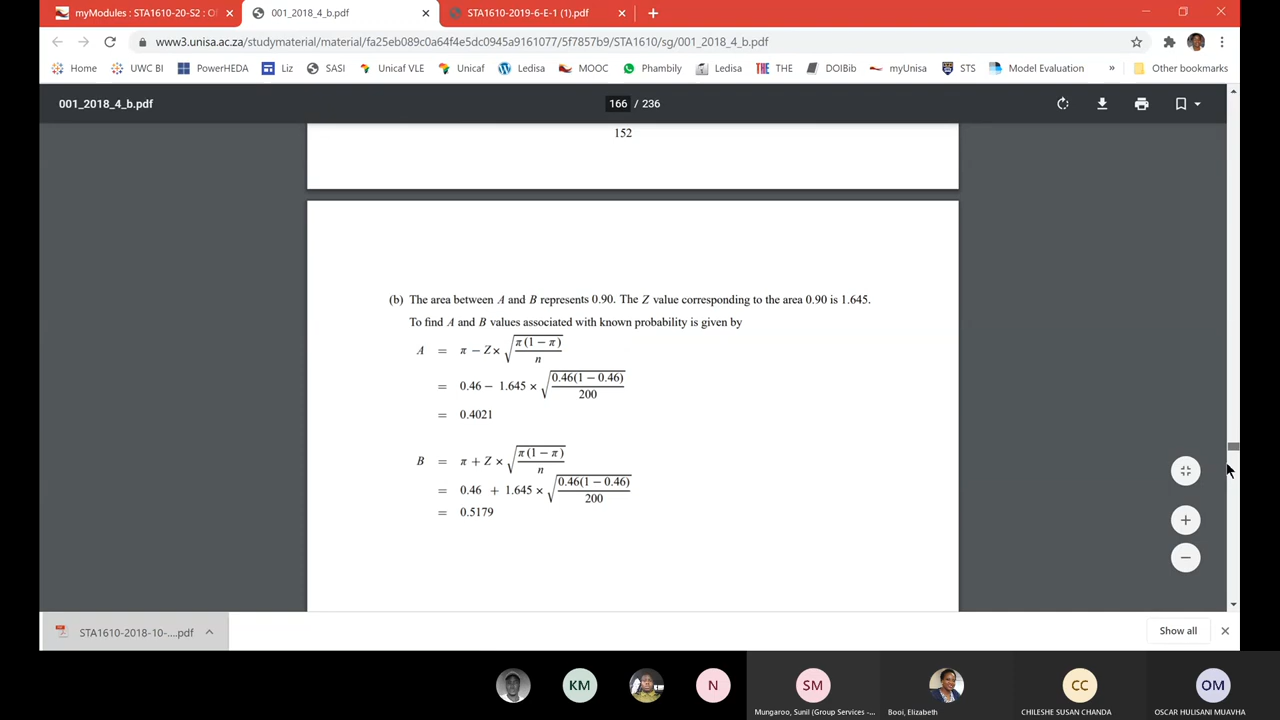 myModules : STA1610-20-S2 : O
001_2018_4_b.pdf
STA1610-2019-6-E-1 (1).pdf
www3.unisa.ac.za/studymaterial/material/fa25eb089c0a64f4e5dc0945a9161077/5f7857b9/STA1610/sg/001_2018_4_b.pdf
Home UWC BI PowerHEDA Liz SASI Unicaf VLE Unicaf Ledisa MOOC Phambily Ledisa THE THE DOIBib myUnisa STS Model Evaluation » Other bookmarks
001_2018_4_b.pdf 166 / 236
152
(b) The area between A and B represents 0.90. The Z value corresponding to the area 0.90 is 1.645.
To find A and B values associated with known probability is given by
A = π − Z× √(π (1 − π) / n)
= 0.46 − 1.645 × √(0.46(1 − 0.46) / 200)
= 0.4021
B = π + Z × √(π (1 − π) / n)
= 0.46 + 1.645 × √(0.46(1 − 0.46) / 200)
= 0.5179
STA1610-2018-10-....pdf
Show all
KM N SM CC OM
Mungaroo, Sunil (Group Services -... Booi, Elizabeth CHILESHE SUSAN CHANDA OSCAR HULISANI MUAVHA